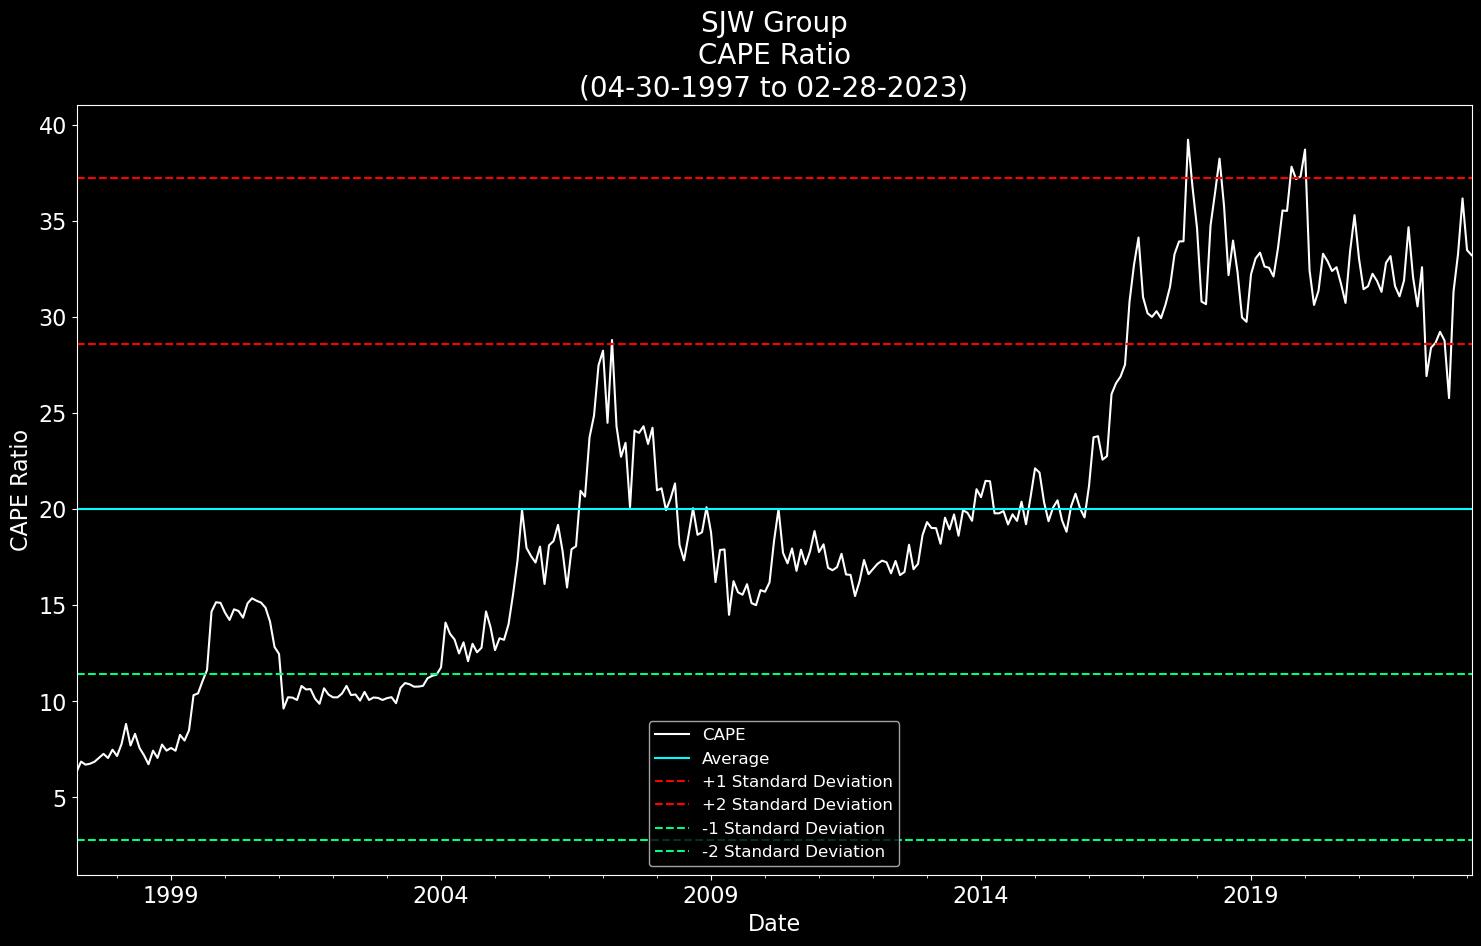 SJW Group
CAPE Ratio
(04-30-1997 to 02-28-2023)
40
35
30
25
20
15
10
5
CAPE Ratio
CAPE
Average
+1 Standard Deviation
+2 Standard Deviation
-1 Standard Deviation
-2 Standard Deviation
1999 2004 2009 2014 2019
Date